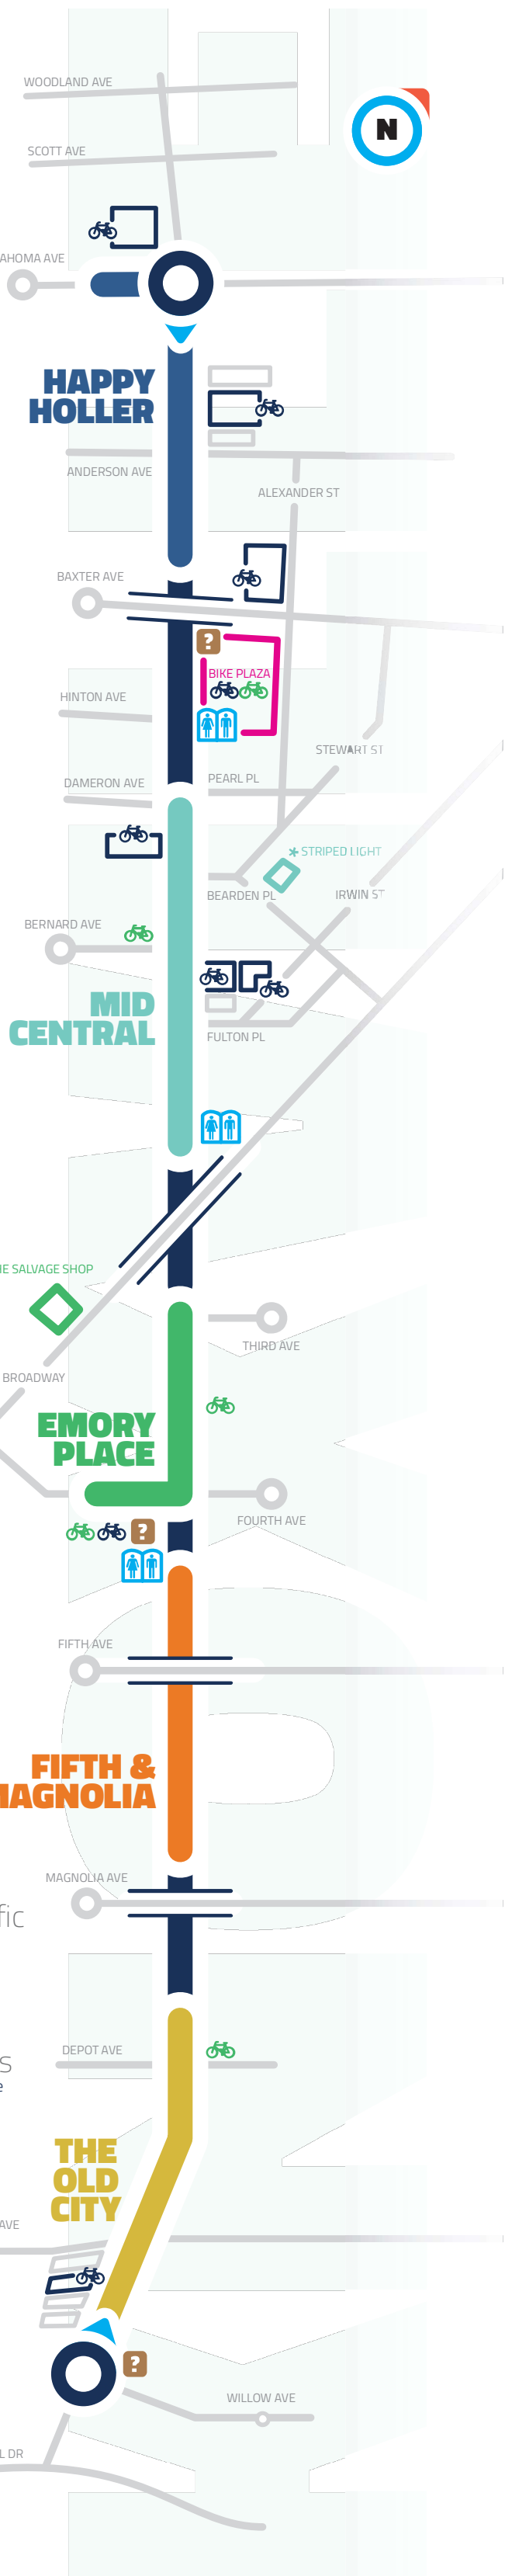 WOODLAND AVE
N
SCOTT AVE
AHOMA AVE
HAPPY
HOLLER
ANDERSON AVE
ALEXANDER ST
BAXTER AVE
?
BIKE PLAZA
HINTON AVE
STEWART ST
PEARL PL
DAMERON AVE
STRIPED LIGHT
BEARDEN PL
IRWIN ST
BERNARD AVE
MID
CENTRAL
FULTON PL
E SALVAGE SHOP
THIRD AVE
BROADWAY
EMORY
PLACE
FOURTH AVE
?
FIFTH AVE
FIFTH &
MAGNOLIA
MAGNOLIA AVE
fic
DEPOT AVE
s
e
THE
OLD
CITY
AVE
?
WILLOW AVE
L DR